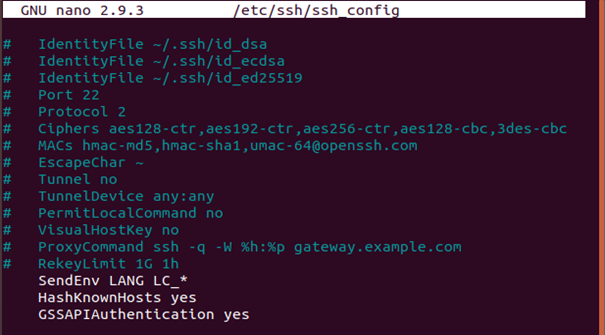 GNU nano 2.9.3 /etc/ssh/ssh_config
# IdentityFile ~/.ssh/id_dsa
# IdentityFile ~/.ssh/id_ecdsa
# IdentityFile ~/.ssh/id_ed25519
# Port 22
# Protocol 2
# Ciphers aes128-ctr,aes192-ctr,aes256-ctr,aes128-cbc,3des-cbc
# MACs hmac-md5,hmac-sha1,umac-64@openssh.com
# EscapeChar ~
# Tunnel no
# TunnelDevice any:any
# PermitLocalCommand no
# VisualHostKey no
# ProxyCommand ssh -q -W %h:%p gateway.example.com
# RekeyLimit 1G 1h
SendEnv LANG LC_*
HashKnownHosts yes
GSSAPIAuthentication yes